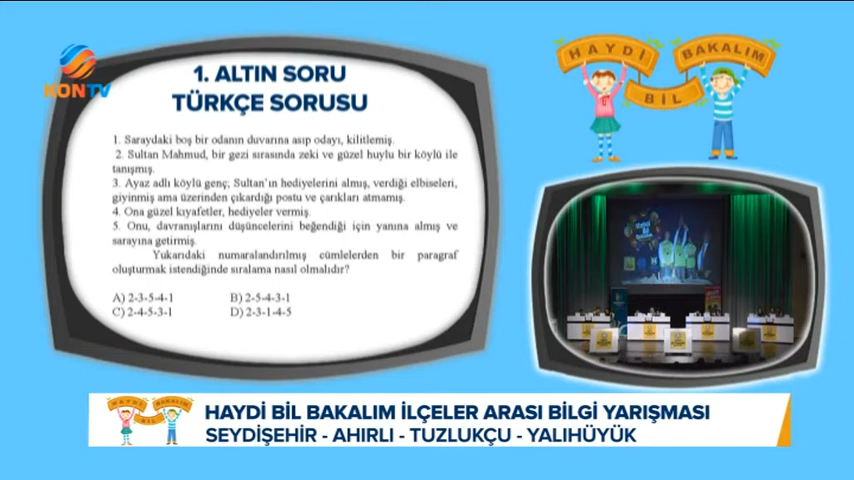 KONTV
1. ALTIN SORU
TÜRKÇE SORUSU
1. Saraydaki boş bir odanın duvarına asıp odayı, kilitlemiş.
2. Sultan Mahmud, bir gezi sırasında zeki ve güzel huylu bir köylü ile
tanışmış.
3. Ayaz adlı köylü genç; Sultan'ın hediyelerini almış, verdiği elbiseleri,
giyinmiş ama üzerinden çıkardığı postu ve çarıkları atmamış.
4. Ona güzel kıyafetler, hediyeler vermiş.
5. Onu, davranışlarını düşüncelerini beğendiği için yanına almış ve
sarayına getirmiş.
Yukarıdaki numaralandırılmış cümlelerden bir paragraf
oluşturmak istendiğinde sıralama nasıl olmalıdır?
A) 2-3-5-4-1 B) 2-5-4-3-1
C) 2-4-5-3-1 D) 2-3-1-4-5
HAYDİ BAKALIM
BİL
HAYDİ BAKALIM
BİL
HAYDİ BİL BAKALIM İLÇELER ARASI BİLGİ YARIŞMASI
SEYDİŞEHİR - AHIRLI - TUZLUKÇU - YALIHÜYÜK